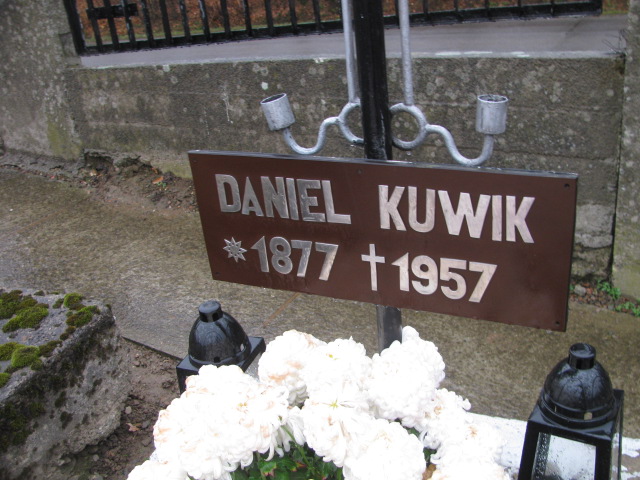 DANIEL KUWIK
* 1877 † 1957